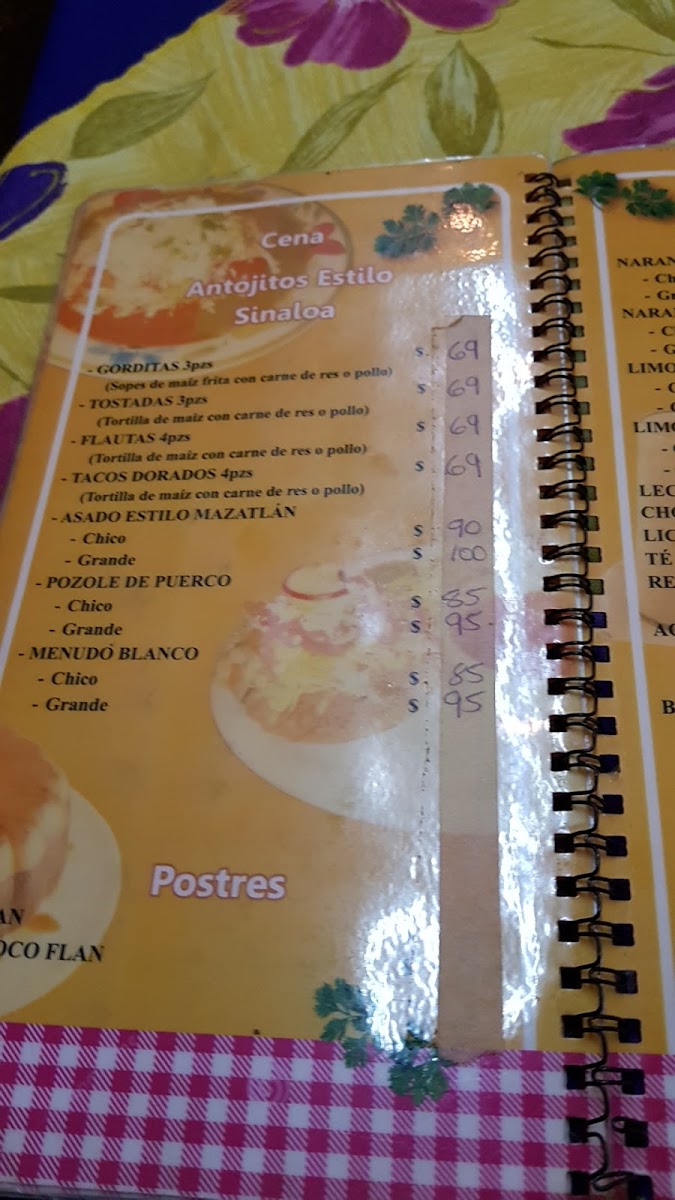 Cena
Antojitos Estilo
Sinaloa
- GORDITAS 3pzs $. 69
(Sopes de maíz frita con carne de res o pollo)
- TOSTADAS 3pzs $ 69
(Tortilla de maíz con carne de res o pollo)
- FLAUTAS 4pzs $ 69
(Tortilla de maíz con carne de res o pollo)
- TACOS DORADOS 4pzs $ 69
(Tortilla de maíz con carne de res o pollo)
- ASADO ESTILO MAZATLÁN
- Chico $ 90
- Grande $ 100
- POZOLE DE PUERCO
- Chico $ 85
- Grande $ 95
- MENUDO BLANCO
- Chico $. 85
- Grande $ 95
Postres
AN
OCO FLAN
NARAN
- Ch
- Gr
NARAN
- C
- G
LIMO
LIMO
LEC
CHO
LIC
TÉ
RE
B